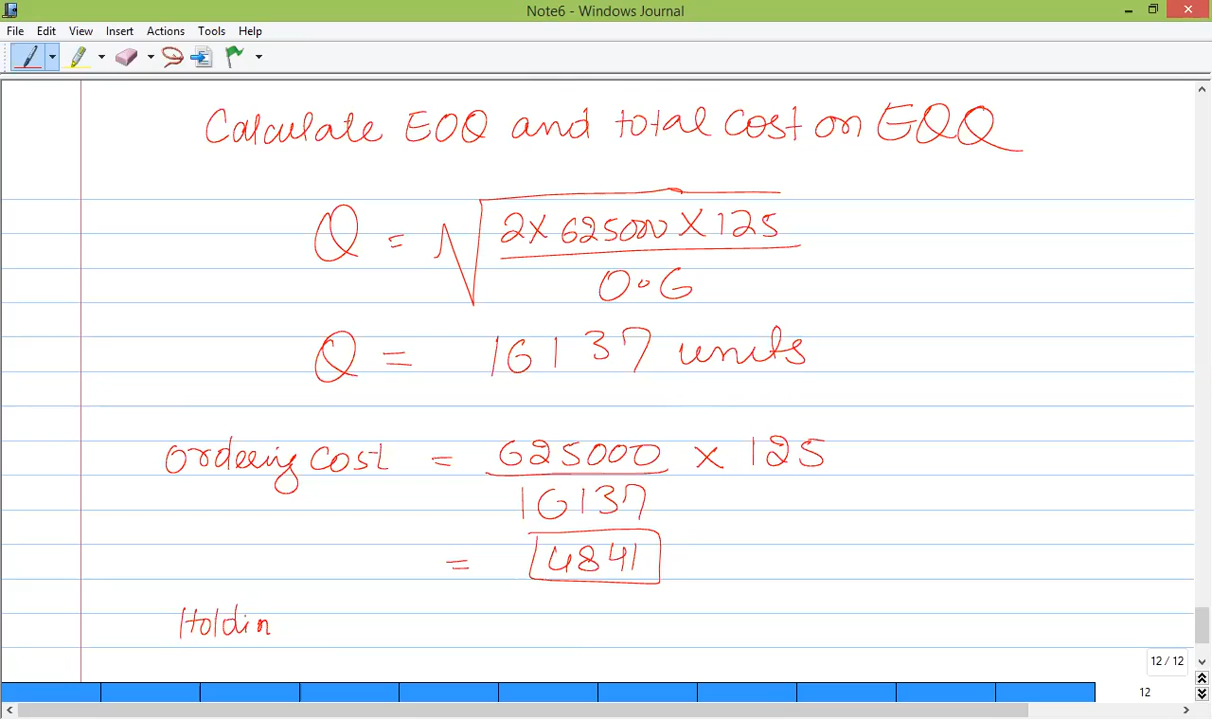 Note6 - Windows Journal
File Edit View Insert Actions Tools Help
Calculate EOQ and total cost on EOQ
Q = √ 2 X 625000 X 125
0.6
Q = 16137 units
Ordering cost = 625000 x 125
16137
= 4841
Holdin
12 / 12
12